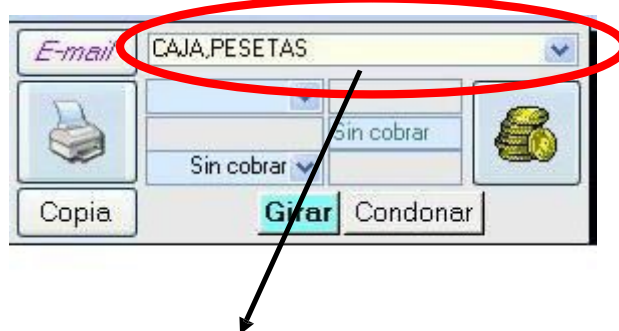 E-mail CAJA,PESETAS
Sin cobrar
Sin cobrar
Copia Girar Condonar